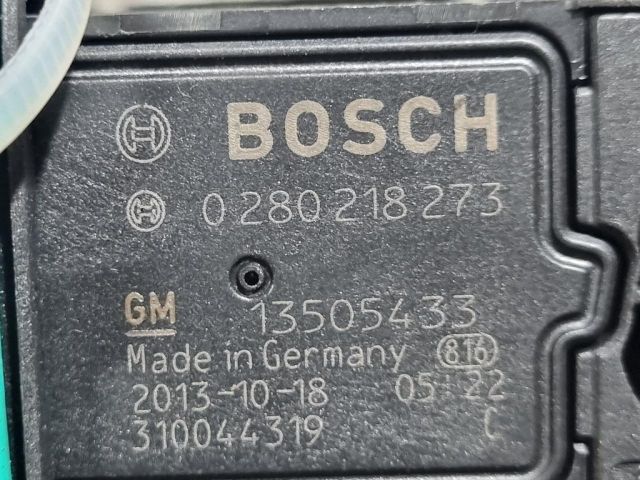 BOSCH
0 280 218 273
GM 13505433
Made in Germany 816
2013-10-18 05:22
310044319 C